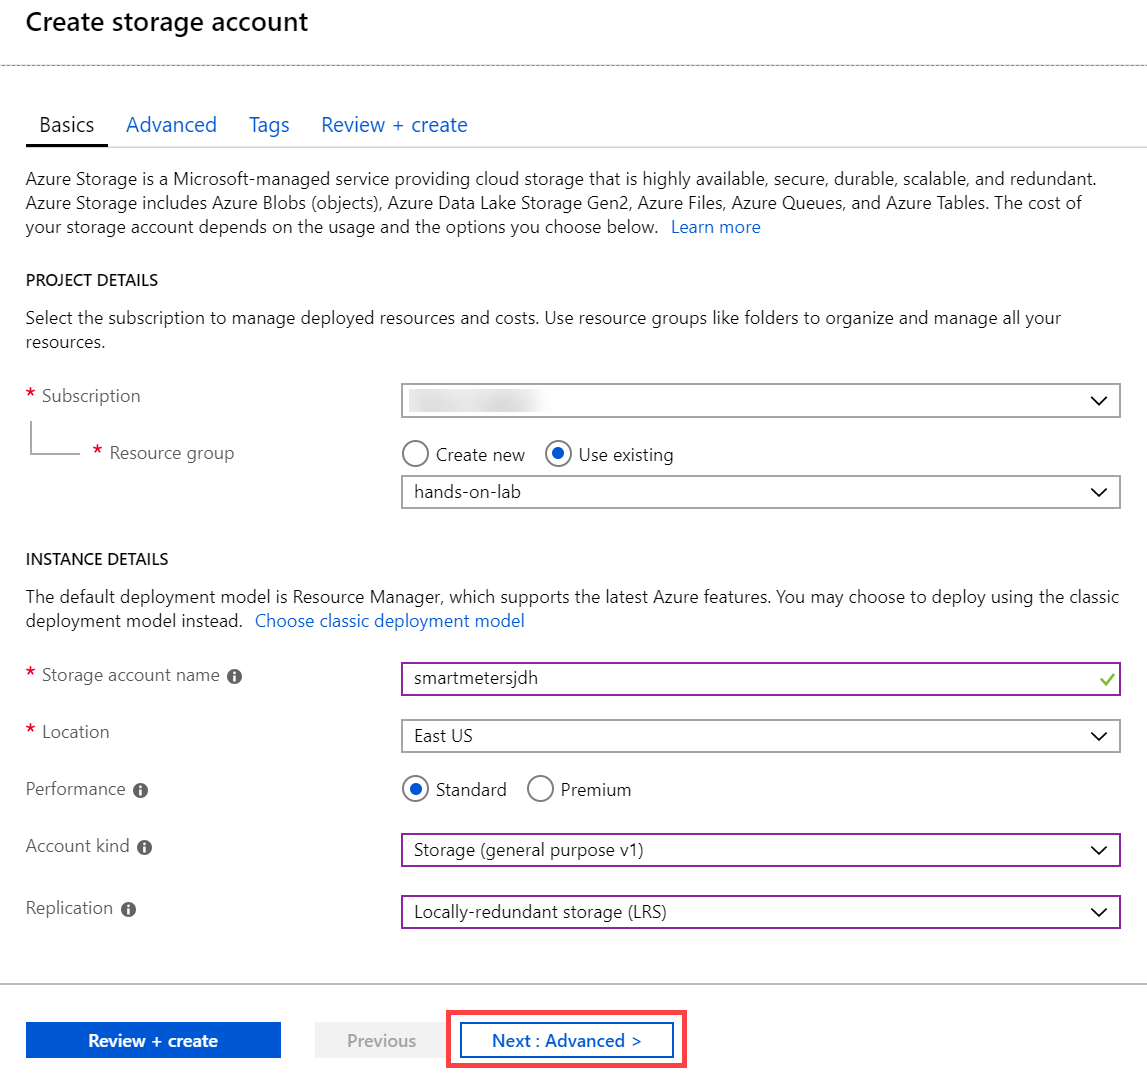 Create storage account
Basics Advanced Tags Review + create
Azure Storage is a Microsoft-managed service providing cloud storage that is highly available, secure, durable, scalable, and redundant.
Azure Storage includes Azure Blobs (objects), Azure Data Lake Storage Gen2, Azure Files, Azure Queues, and Azure Tables. The cost of
your storage account depends on the usage and the options you choose below. Learn more
PROJECT DETAILS
Select the subscription to manage deployed resources and costs. Use resource groups like folders to organize and manage all your
resources.
* Subscription
* Resource group
Create new Use existing
hands-on-lab
INSTANCE DETAILS
The default deployment model is Resource Manager, which supports the latest Azure features. You may choose to deploy using the classic
deployment model instead. Choose classic deployment model
* Storage account name
smartmetersjdh
* Location
East US
Performance
Standard Premium
Account kind
Storage (general purpose v1)
Replication
Locally-redundant storage (LRS)
Review + create Previous Next : Advanced >